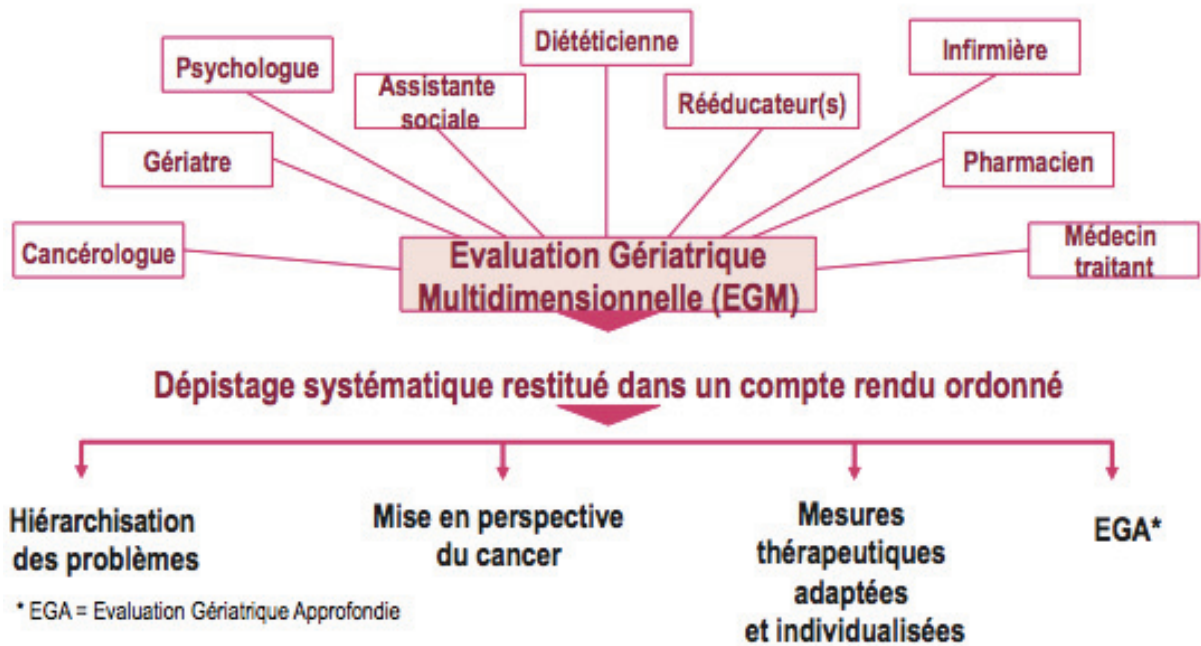 Diététicienne
Infirmière
Psychologue
Assistante
sociale
Rééducateur(s)
Gériatre
Pharmacien
Cancérologue
Evaluation Gériatrique
Multidimensionnelle (EGM)
Médecin
traitant
Dépistage systématique restitué dans un compte rendu ordonné
Hiérarchisation
des problèmes
Mise en perspective
du cancer
Mesures
thérapeutiques
adaptées
et individualisées
EGA*
* EGA = Evaluation Gériatrique Approfondie